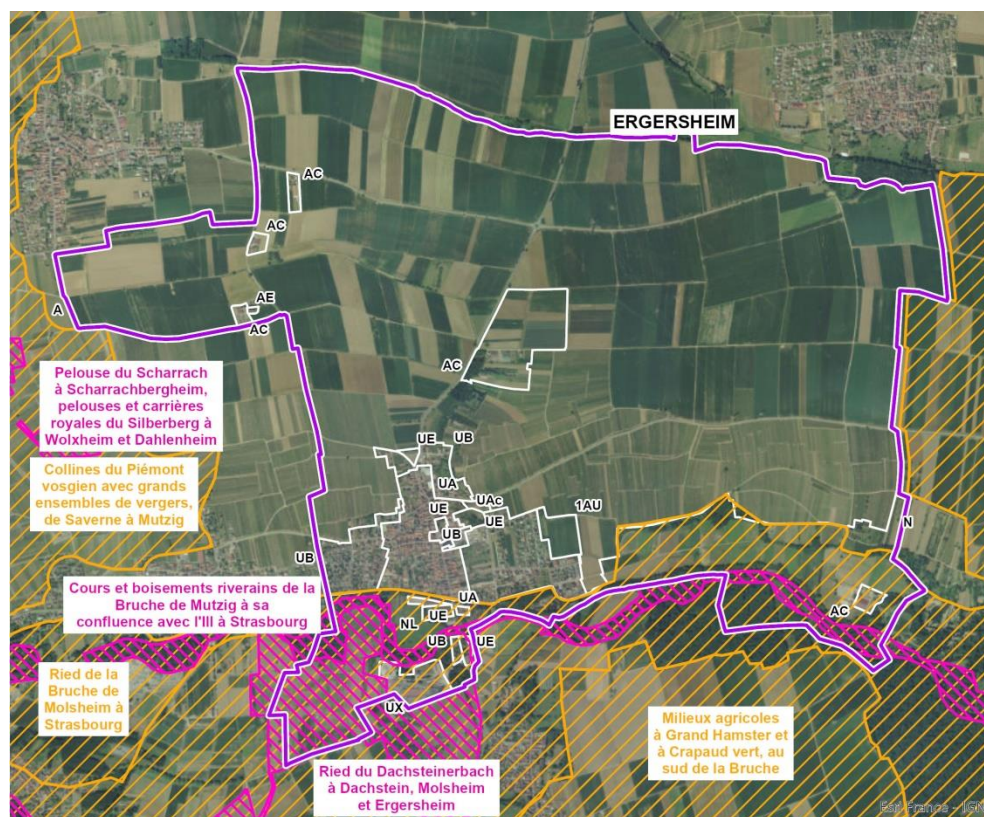 ERGERSHEIM
AC
AC
AE
A
AC
AC
Pelouse du Scharrach
à Scharrachbergheim,
pelouses et carrières
royales du Silberberg à
Wolxheim et Dahlenheim
UE
UB
Collines du Piémont
vosgien avec grands
ensembles de vergers,
de Saverne à Mutzig
UA
UAc
UE
UE
1AU
UB
N
UB
Cours et boisements riverains de la
Bruche de Mutzig à sa
confluence avec l'Ill à Strasbourg
UA
AC
UE
NL
UB
UE
Ried de la
Bruche de
Molsheim à
Strasbourg
UX
Milieux agricoles
à Grand Hamster et
à Crapaud vert, au
sud de la Bruche
Ried du Dachsteinerbach
à Dachstein, Molsheim
et Ergersheim
Esri France - IGN